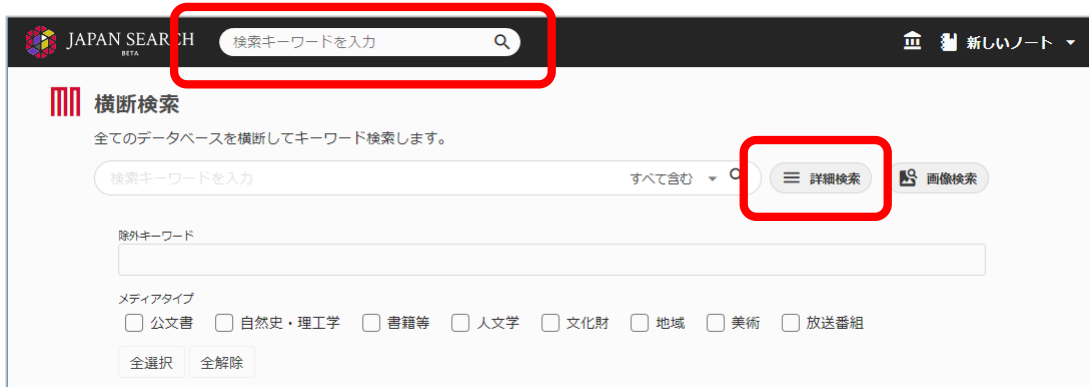 JAPAN SEARCH 検索キーワードを入力 新しいノート
BETA
横断検索
全てのデータベースを横断してキーワード検索します。
検索キーワードを入力 すべて含む 詳細検索 画像検索
除外キーワード
メディアタイプ
公文書 自然史・理工学 書籍等 人文学 文化財 地域 美術 放送番組
全選択 全解除